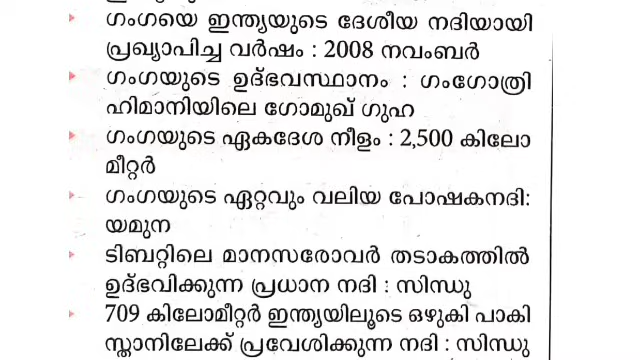 ഗംഗയെ ഇന്ത്യയുടെ ദേശീയ നദിയായി
പ്രഖ്യാപിച്ച വർഷം : 2008 നവംബർ
ഗംഗയുടെ ഉദ്ഭവസ്ഥാനം : ഗംഗോത്രി
ഹിമാനിയിലെ ഗോമുഖ് ഗുഹ
ഗംഗയുടെ ഏകദേശ നീളം : 2,500 കിലോ
മീറ്റർ
ഗംഗയുടെ ഏറ്റവും വലിയ പോഷകനദി:
യമുന
ടിബറ്റിലെ മാനസരോവർ തടാകത്തിൽ
ഉദ്ഭവിക്കുന്ന പ്രധാന നദി : സിന്ധു
709 കിലോമീറ്റർ ഇന്ത്യയിലൂടെ ഒഴുകി പാകി
സ്താനിലേക്ക് പ്രവേശിക്കുന്ന നദി : സിന്ധു